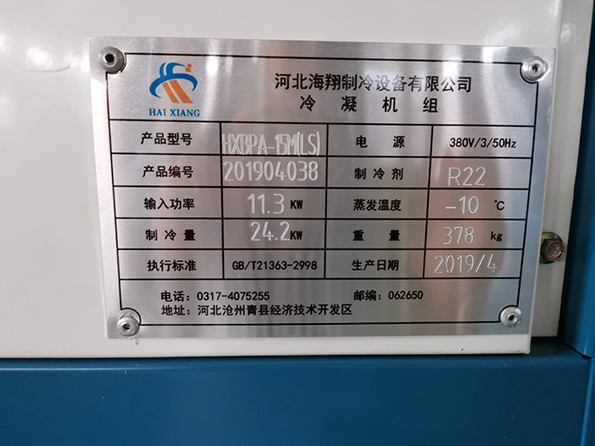 河北海翔制冷设备有限公司
HAI XIANG
冷凝机组
产品型号 HXBPA-15M(LS) 电源 380V/3/50Hz
产品编号 201904038 制冷剂 R22
输入功率 11.3 KW 蒸发温度 -10 ℃
制冷量 24.2 KW 重量 378 kg
执行标准 GB/T21363-2998 生产日期 2019/4
电话: 0317-4075255 邮编: 062650
地址: 河北沧州青县经济技术开发区